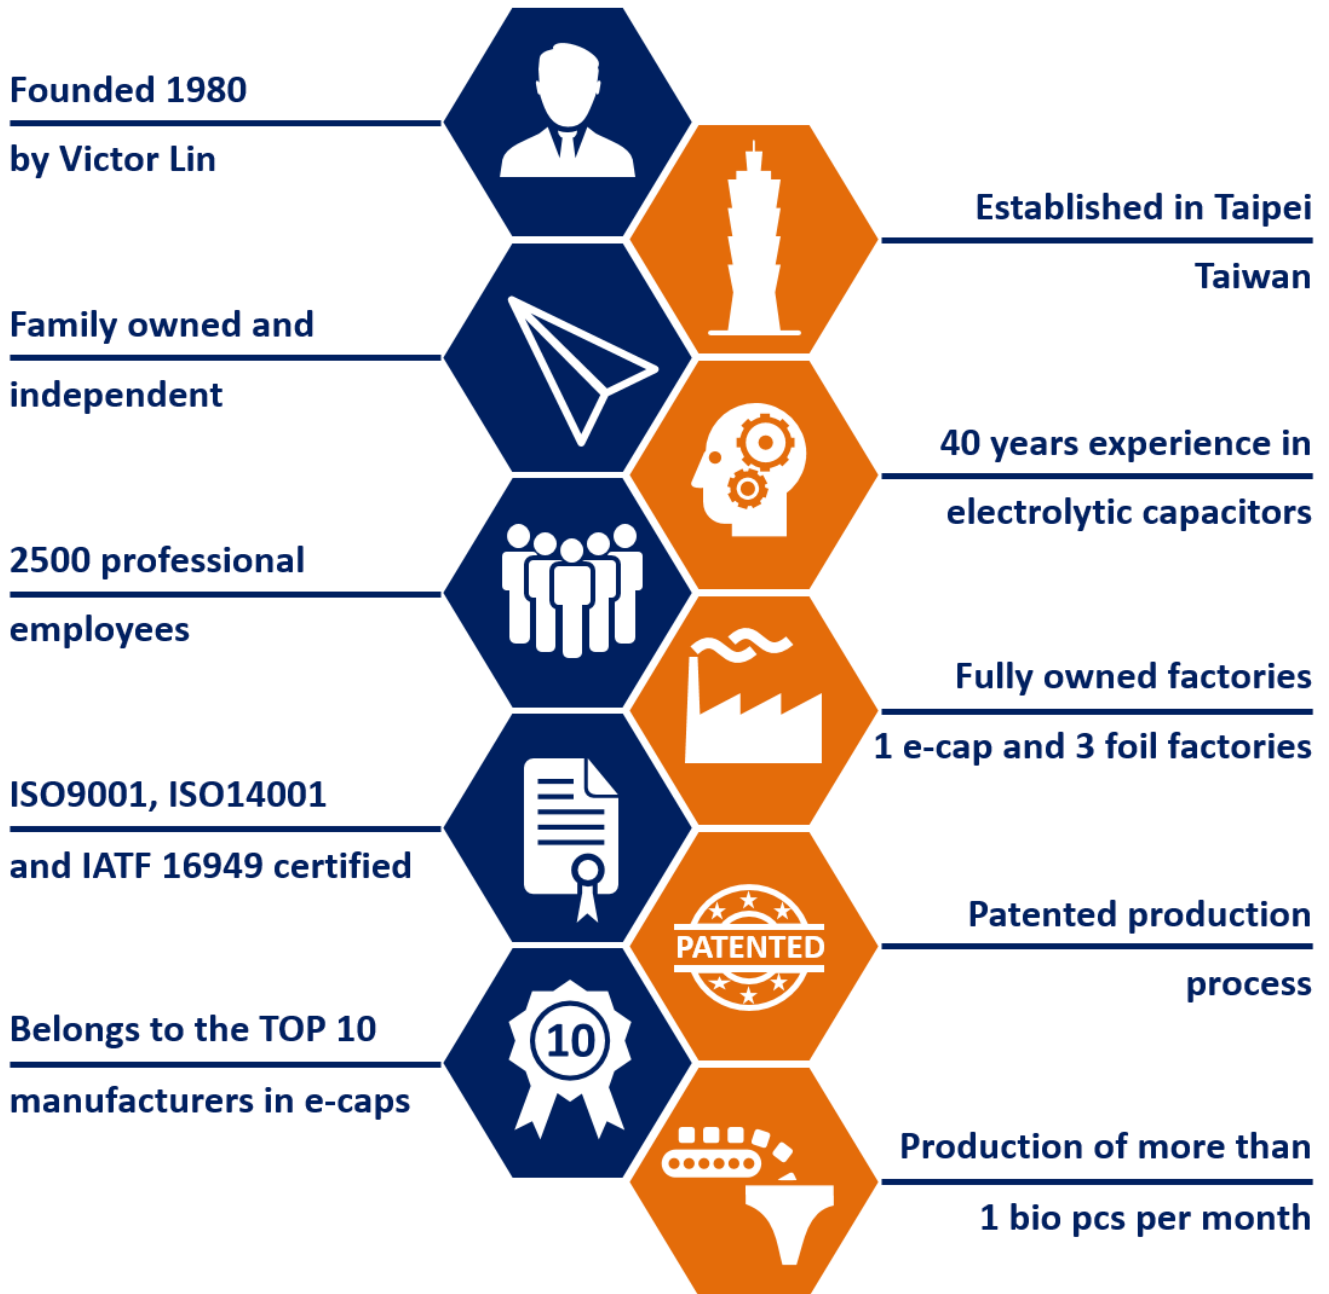 Founded 1980
by Victor Lin
Established in Taipei
Taiwan
Family owned and
independent
40 years experience in
electrolytic capacitors
2500 professional
employees
Fully owned factories
1 e-cap and 3 foil factories
ISO9001, ISO14001
and IATF 16949 certified
PATENTED
Patented production
process
Belongs to the TOP 10
manufacturers in e-caps
10
Production of more than
1 bio pcs per month